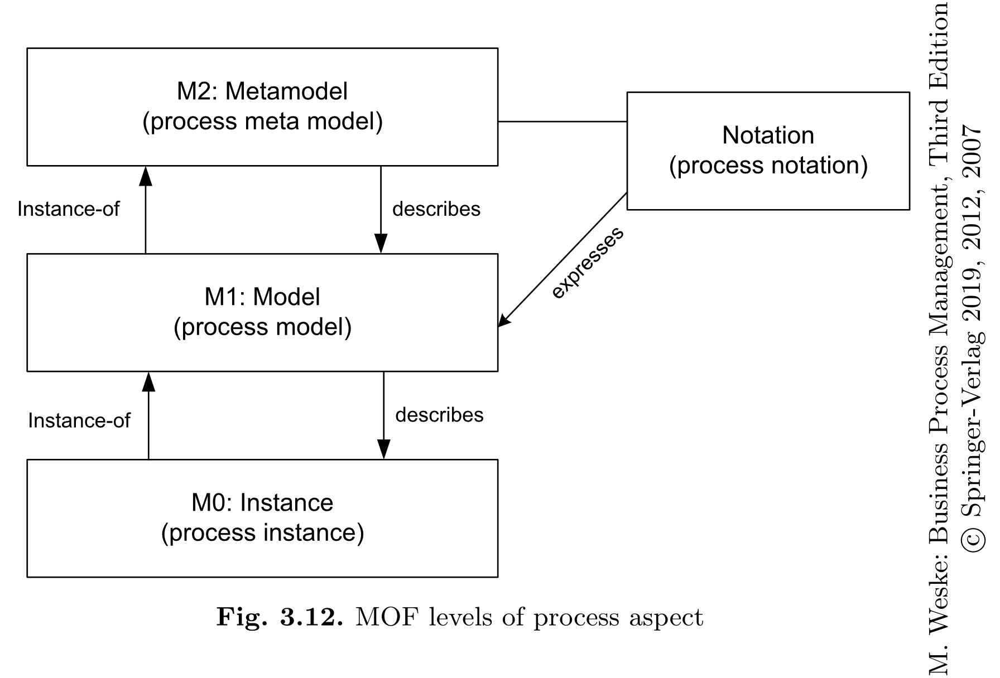 M2: Metamodel
(process meta model)
Notation
(process notation)
Instance-of
describes
expresses
M1: Model
(process model)
Instance-of
describes
M0: Instance
(process instance)
Fig. 3.12. MOF levels of process aspect
M. Weske: Business Process Management, Third Edition
© Springer-Verlag 2019, 2012, 2007